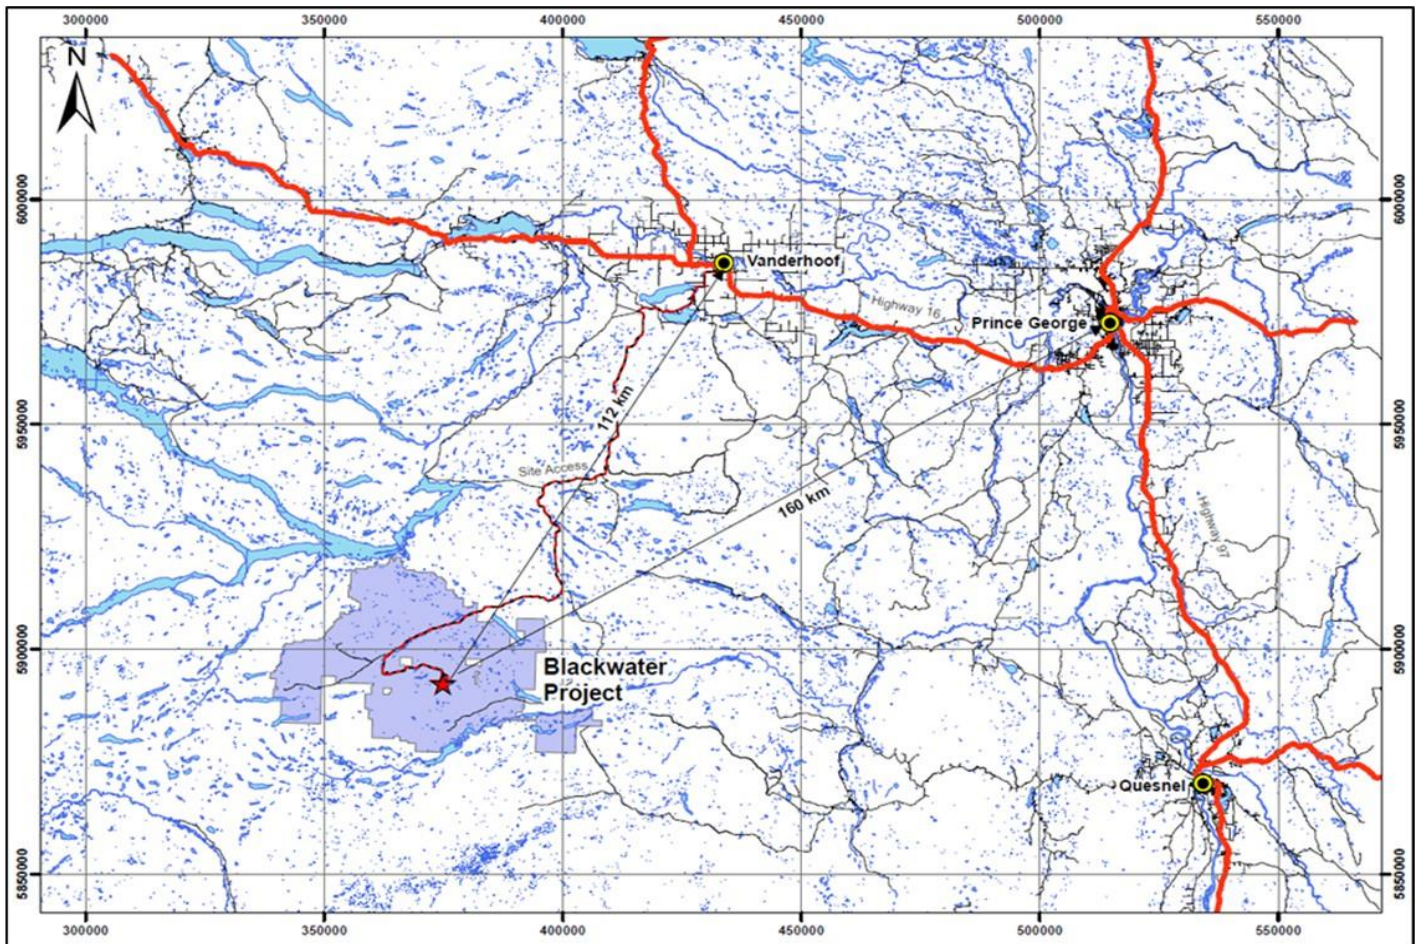 300000 350000 400000 450000 500000 550000
N
6000000 6000000
Vanderhoof
Highway 16
Prince George
112 km
5950000 5950000
Site Access
160 km
Highway 97
5900000 5900000
Blackwater
Project
Quesnel
5850000 5850000
300000 350000 400000 450000 500000 550000